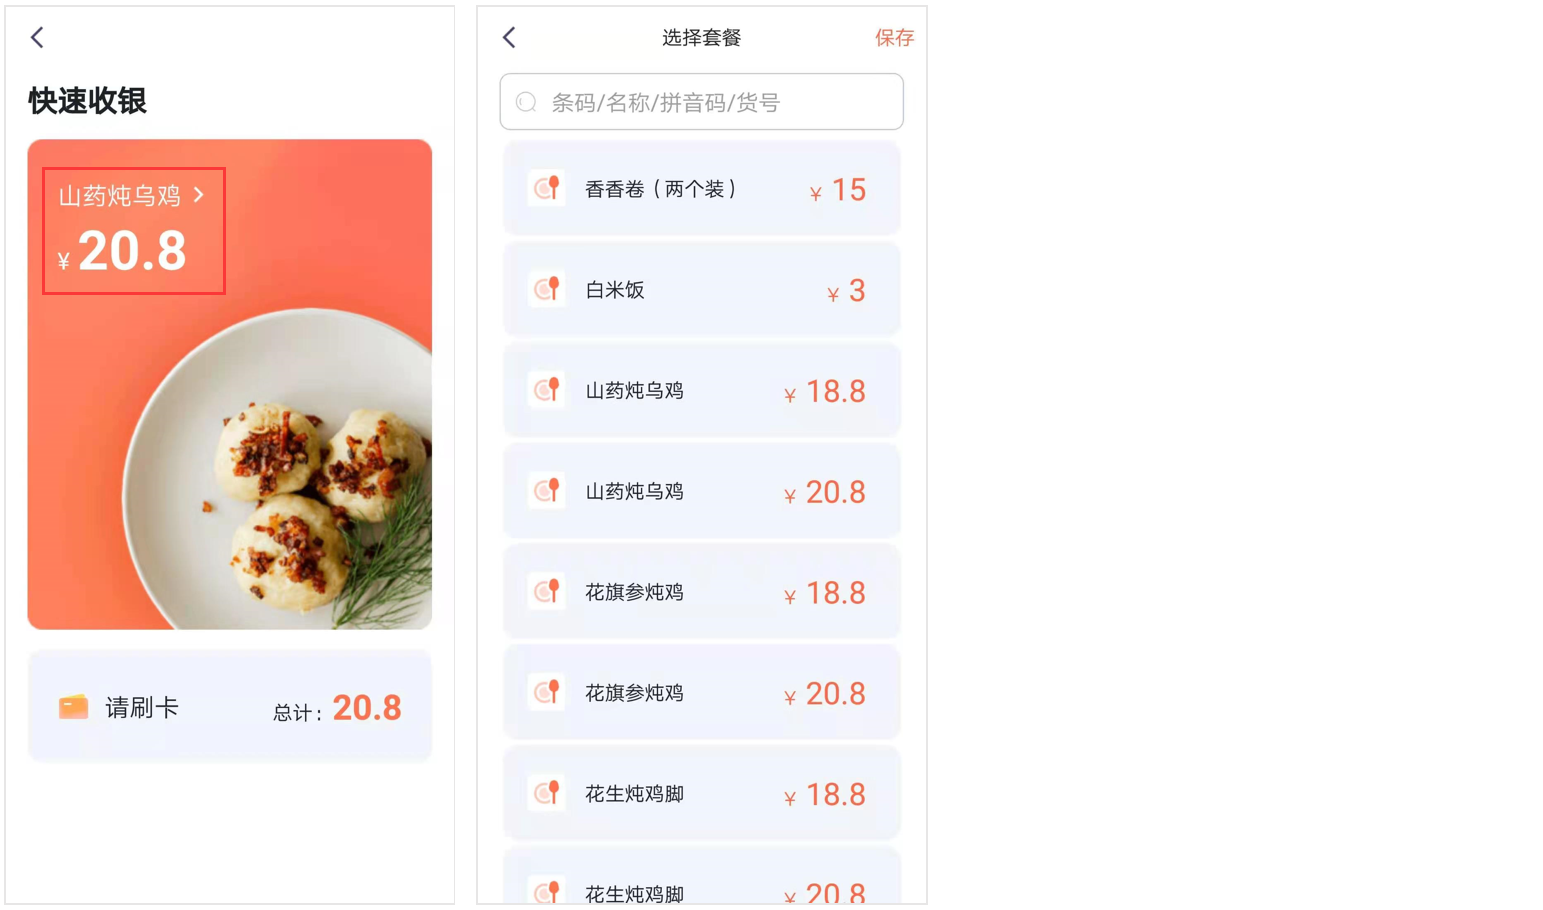 快速收银
山药炖乌鸡
¥ 20.8
请刷卡
总计： 20.8
选择套餐
保存
条码/名称/拼音码/货号
香香卷（两个装）
¥ 15
白米饭
¥ 3
山药炖乌鸡
¥ 18.8
山药炖乌鸡
¥ 20.8
花旗参炖鸡
¥ 18.8
花旗参炖鸡
¥ 20.8
花生炖鸡脚
¥ 18.8
花生炖鸡脚
¥ 20.8